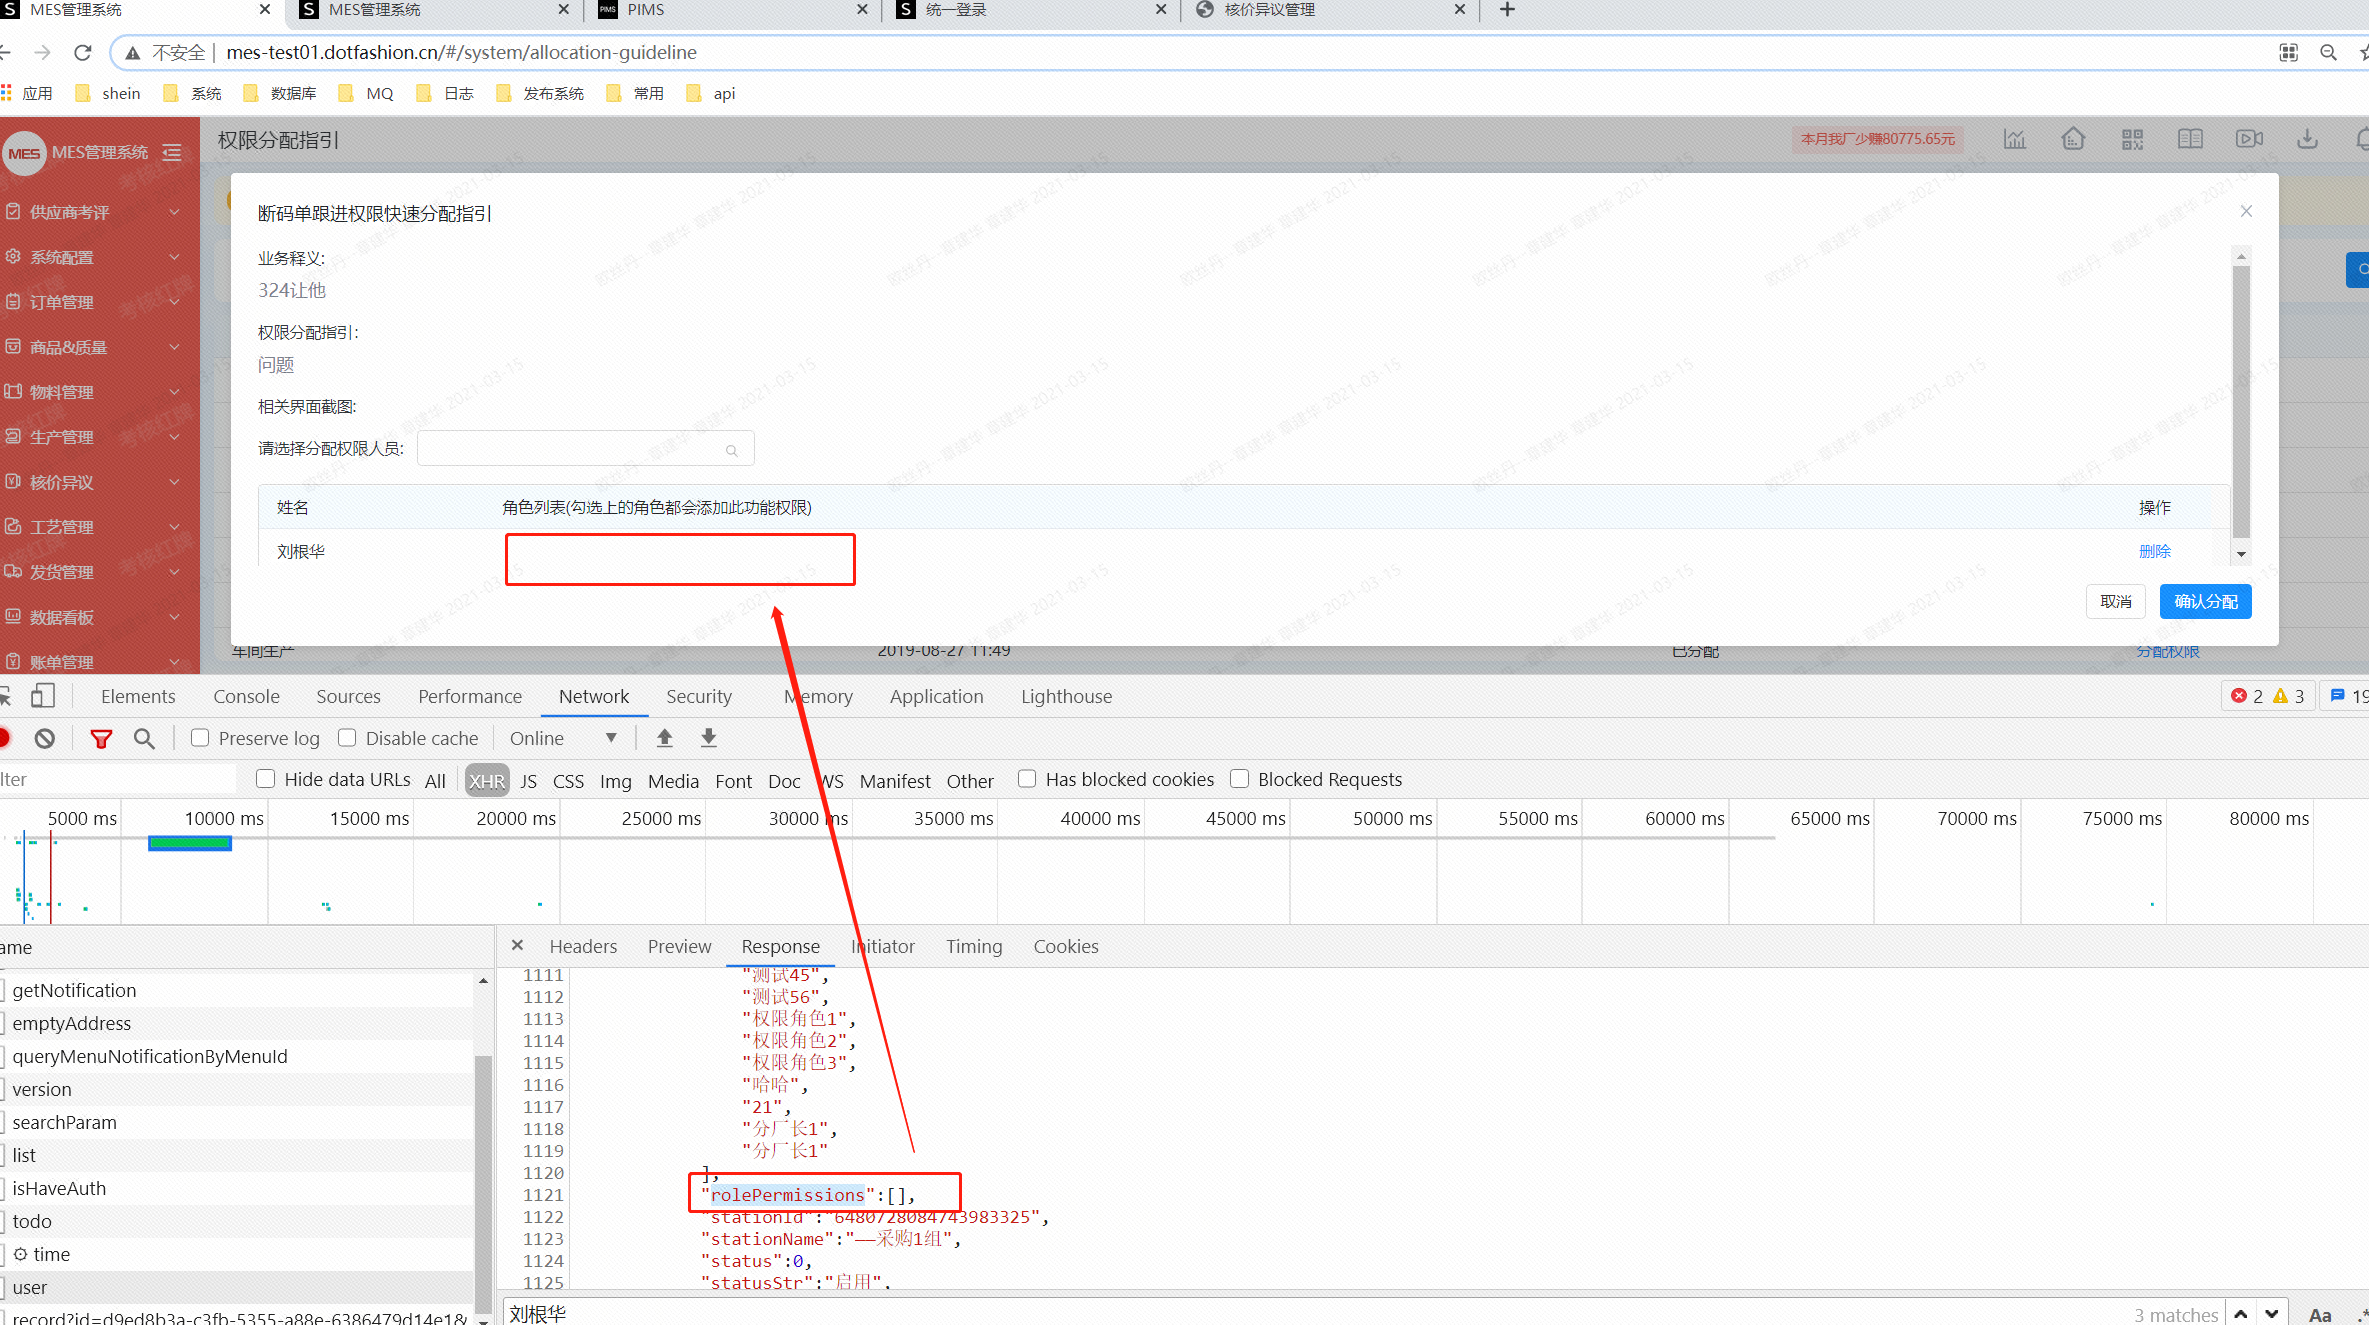 MES管理系统
MES管理系统
PIMS
统一登录
核价异议管理
不安全 | mes-test01.dotfashion.cn/#/system/allocation-guideline
应用 shein 系统 数据库 MQ 日志 发布系统 常用 api
MES MES管理系统
权限分配指引
本月我厂少赚80775.65元
供应商考评
系统配置
订单管理
商品&质量
物料管理
生产管理
核价异议
工艺管理
发货管理
数据看板
账单管理
断码单跟进权限快速分配指引
业务释义:
324让他
权限分配指引:
问题
相关界面截图:
请选择分配权限人员:
姓名 角色列表(勾选上的角色都会添加此功能权限) 操作
刘根华 删除
取消 确认分配
车间生产 2019-08-27 11:49 已分配 分配权限
欧丝丹--章建华 2021-03-15
考核红牌
Elements Console Sources Performance Network Security Memory Application Lighthouse 2 3 19
Preserve log Disable cache Online
lter Hide data URLs All XHR JS CSS Img Media Font Doc WS Manifest Other Has blocked cookies Blocked Requests
5000 ms 10000 ms 15000 ms 20000 ms 25000 ms 30000 ms 35000 ms 40000 ms 45000 ms 50000 ms 55000 ms 60000 ms 65000 ms 70000 ms 75000 ms 80000 ms
ame
getNotification
emptyAddress
queryMenuNotificationByMenuId
version
searchParam
list
isHaveAuth
todo
time
user
record?id=d9ed8b3a-c3fb-5355-a88e-6386479d14e1&
Headers Preview Response Initiator Timing Cookies
1111 "测试45",
1112 "测试56",
1113 "权限角色1",
1114 "权限角色2",
1115 "权限角色3",
1116 "哈哈",
1117 "21",
1118 "分厂长1",
1119 "分厂长1"
1120 ],
1121 "rolePermissions":[],
1122 "stationId":"6480728084743983325",
1123 "stationName":"——采购1组",
1124 "status":0,
1125 "statusStr":"启用",
刘根华 3 matches Aa .*